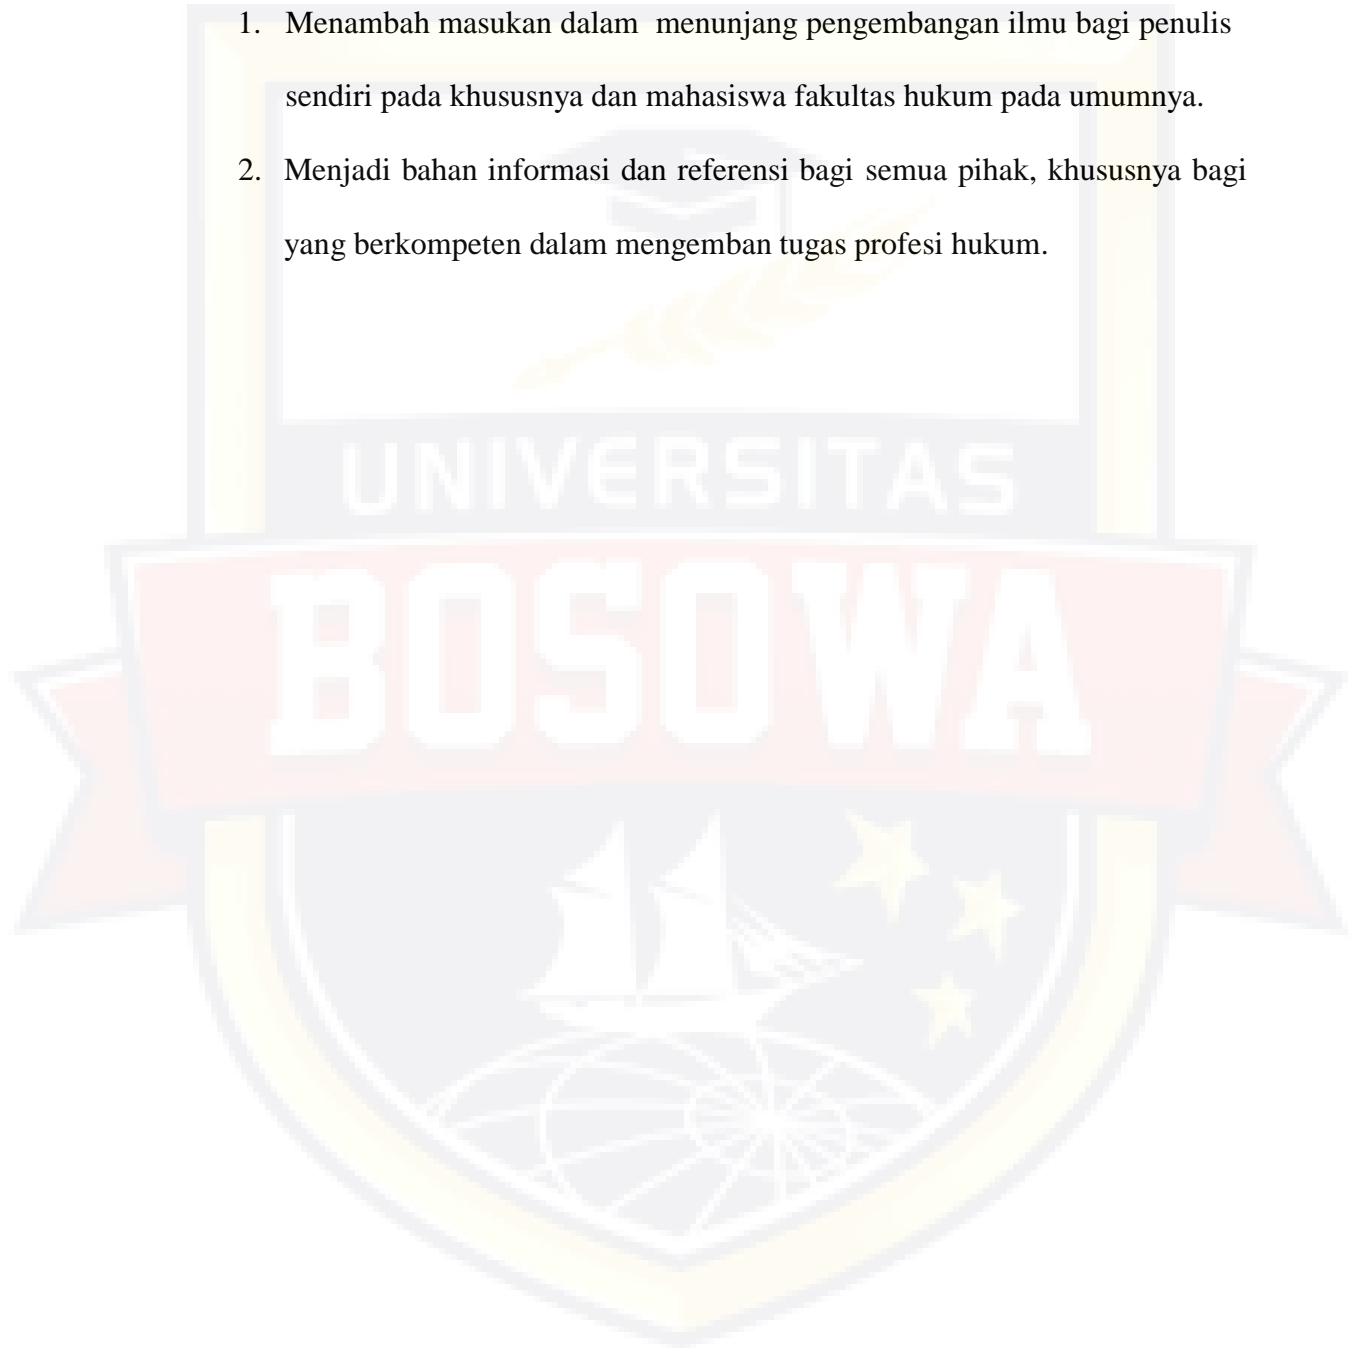 1. Menambah masukan dalam  menunjang pengembangan ilmu bagi penulis
sendiri pada khususnya dan mahasiswa fakultas hukum pada umumnya.
2. Menjadi bahan informasi dan referensi bagi semua pihak, khususnya bagi
yang berkompeten dalam mengemban tugas profesi hukum.
UNIVERSITAS
BOSOWA